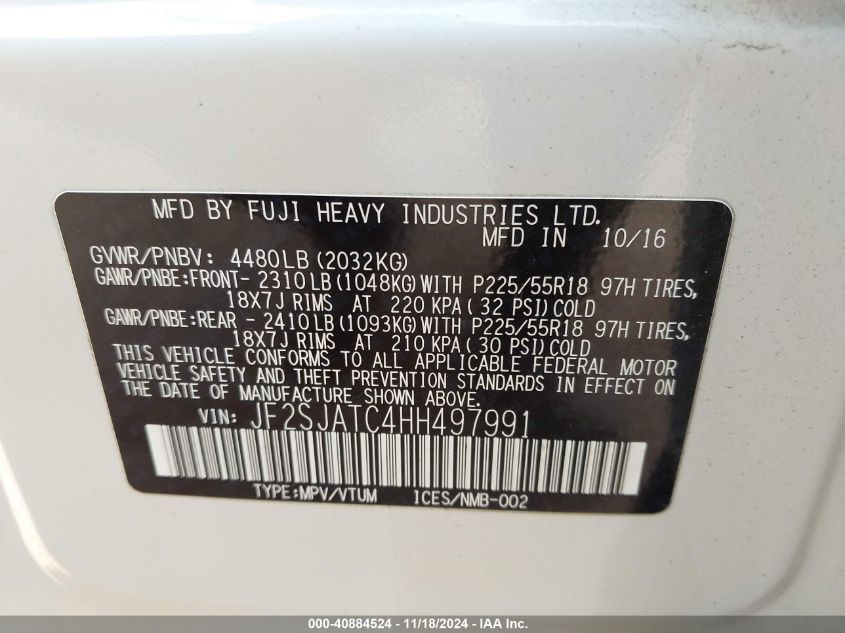 MFD BY FUJI HEAVY INDUSTRIES LTD.
MFD IN 10/16
GVWR/PNBV: 4480LB (2032KG)
GAWR/PNBE:FRONT- 2310LB(1048KG)WITH P225/55R18 97H TIRES,
18X7J RIMS AT 220 KPA( 32 PSI)COLD
GAWR/PNBE:REAR - 2410LB(1093KG)WITH P225/55R18 97H TIRES,
18X7J RIMS AT 210 KPA( 30 PSI)COLD
THIS VEHICLE CONFORMS TO ALL APPLICABLE FEDERAL MOTOR
VEHICLE SAFETY AND THEFT PREVENTION STANDARDS IN EFFECT ON
THE DATE OF MANUFACTURE SHOWN ABOVE.
VIN: JF2SJATC4HH497991
TYPE:MPV/VTUM ICES/NMB-002
000-40884524 - 11/18/2024 - IAA Inc.